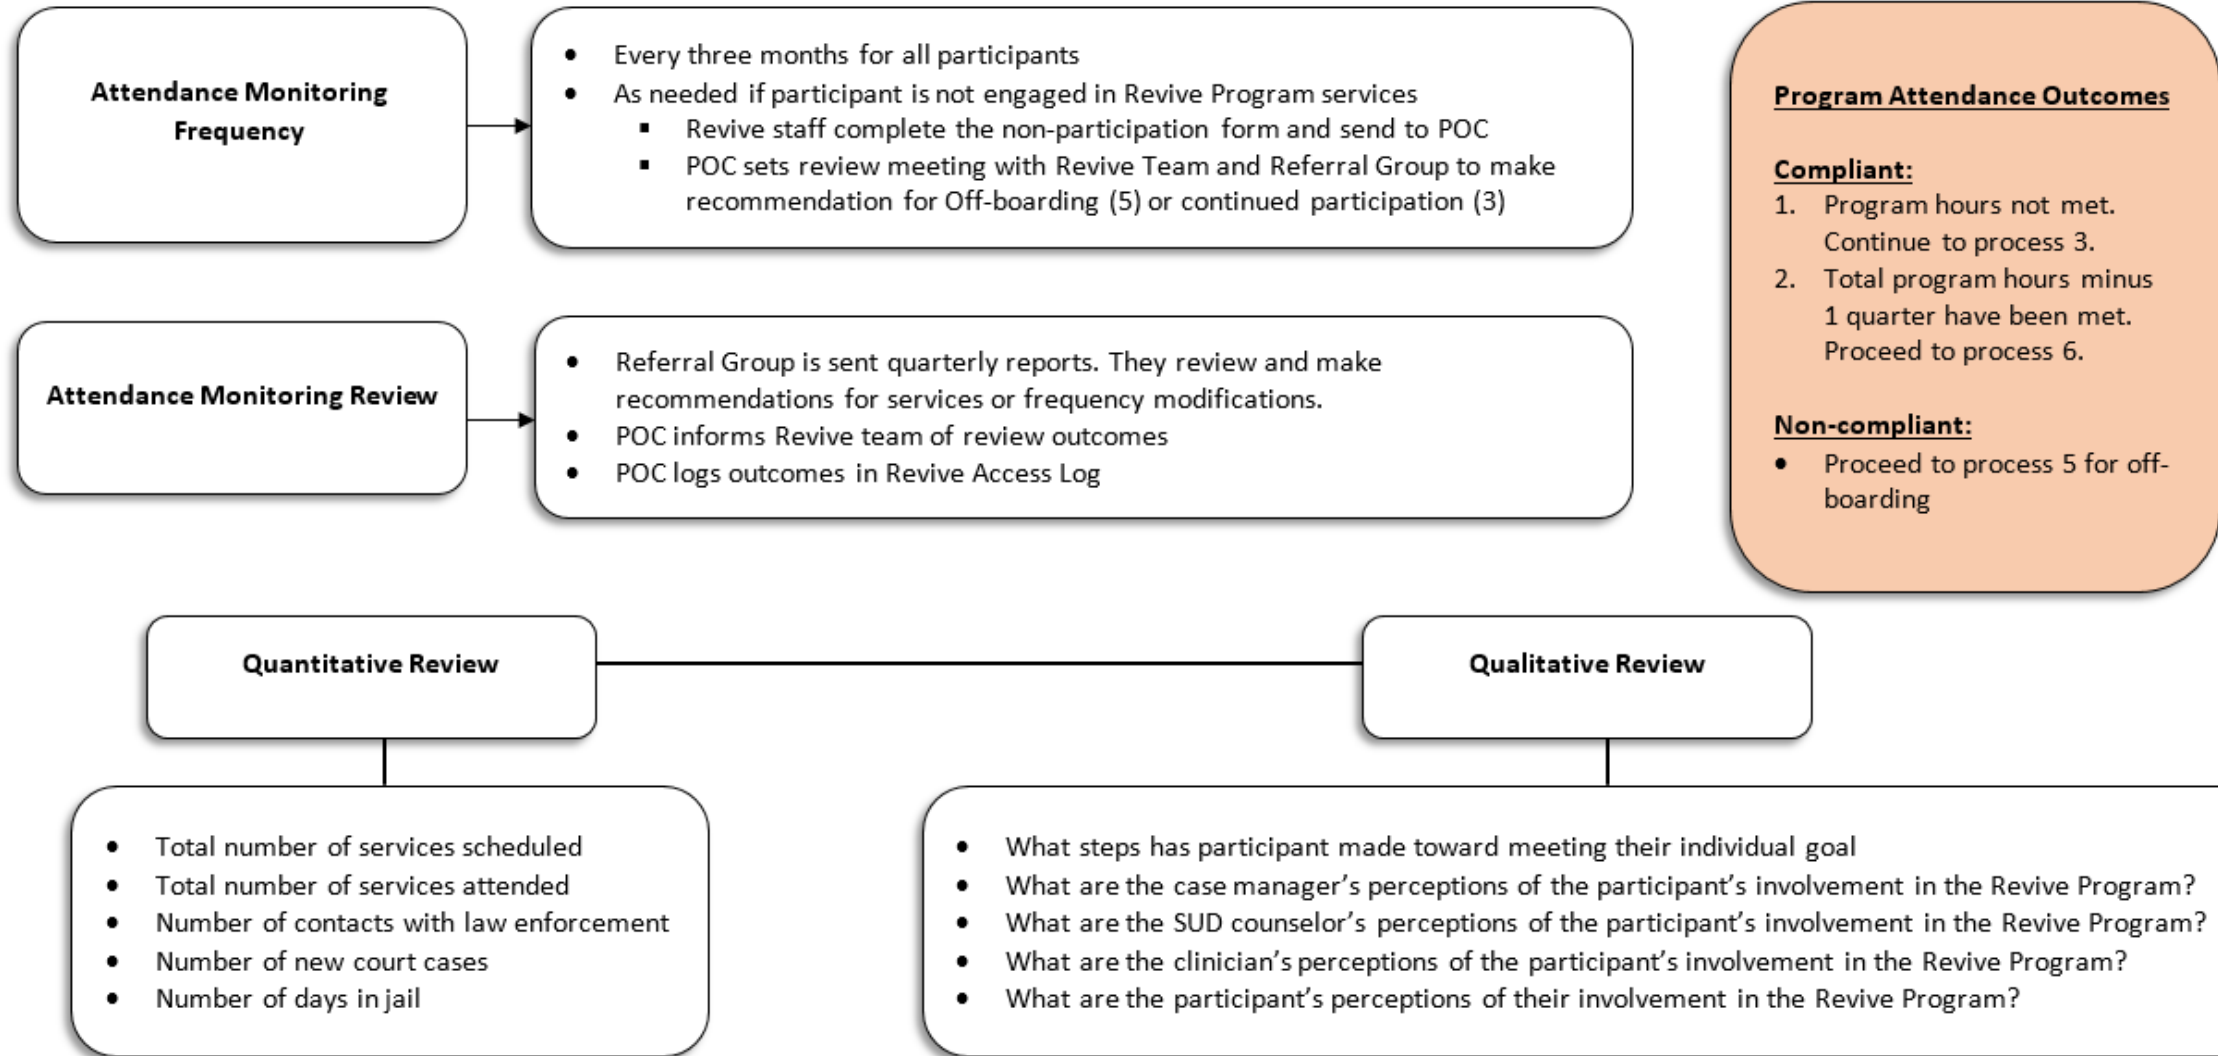 Attendance Monitoring
Frequency
• Every three months for all participants
• As needed if participant is not engaged in Revive Program services
▪ Revive staff complete the non-participation form and send to POC
▪ POC sets review meeting with Revive Team and Referral Group to make
recommendation for Off-boarding (5) or continued participation (3)
Attendance Monitoring Review
• Referral Group is sent quarterly reports. They review and make
recommendations for services or frequency modifications.
• POC informs Revive team of review outcomes
• POC logs outcomes in Revive Access Log
Program Attendance Outcomes
Compliant:
1. Program hours not met.
Continue to process 3.
2. Total program hours minus
1 quarter have been met.
Proceed to process 6.
Non-compliant:
• Proceed to process 5 for off-
boarding
Quantitative Review
• Total number of services scheduled
• Total number of services attended
• Number of contacts with law enforcement
• Number of new court cases
• Number of days in jail
Qualitative Review
• What steps has participant made toward meeting their individual goal
• What are the case manager’s perceptions of the participant’s involvement in the Revive Program?
• What are the SUD counselor’s perceptions of the participant’s involvement in the Revive Program?
• What are the clinician’s perceptions of the participant’s involvement in the Revive Program?
• What are the participant’s perceptions of their involvement in the Revive Program?